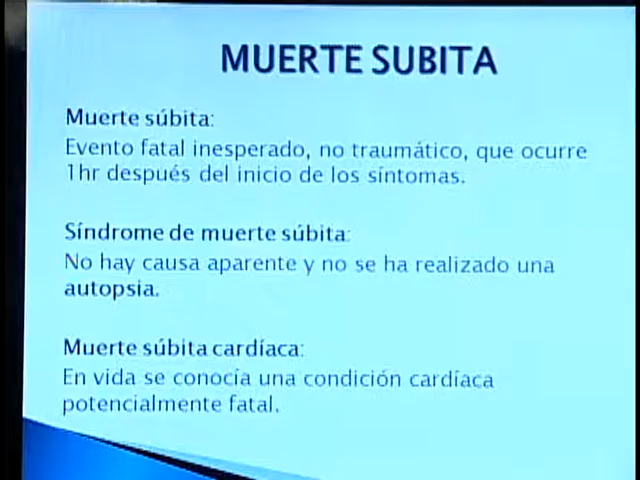 MUERTE SUBITA
Muerte súbita:
Evento fatal inesperado, no traumático, que ocurre
1hr después del inicio de los síntomas.
Síndrome de muerte súbita:
No hay causa aparente y no se ha realizado una
autopsia.
Muerte súbita cardíaca:
En vida se conocía una condición cardíaca
potencialmente fatal.